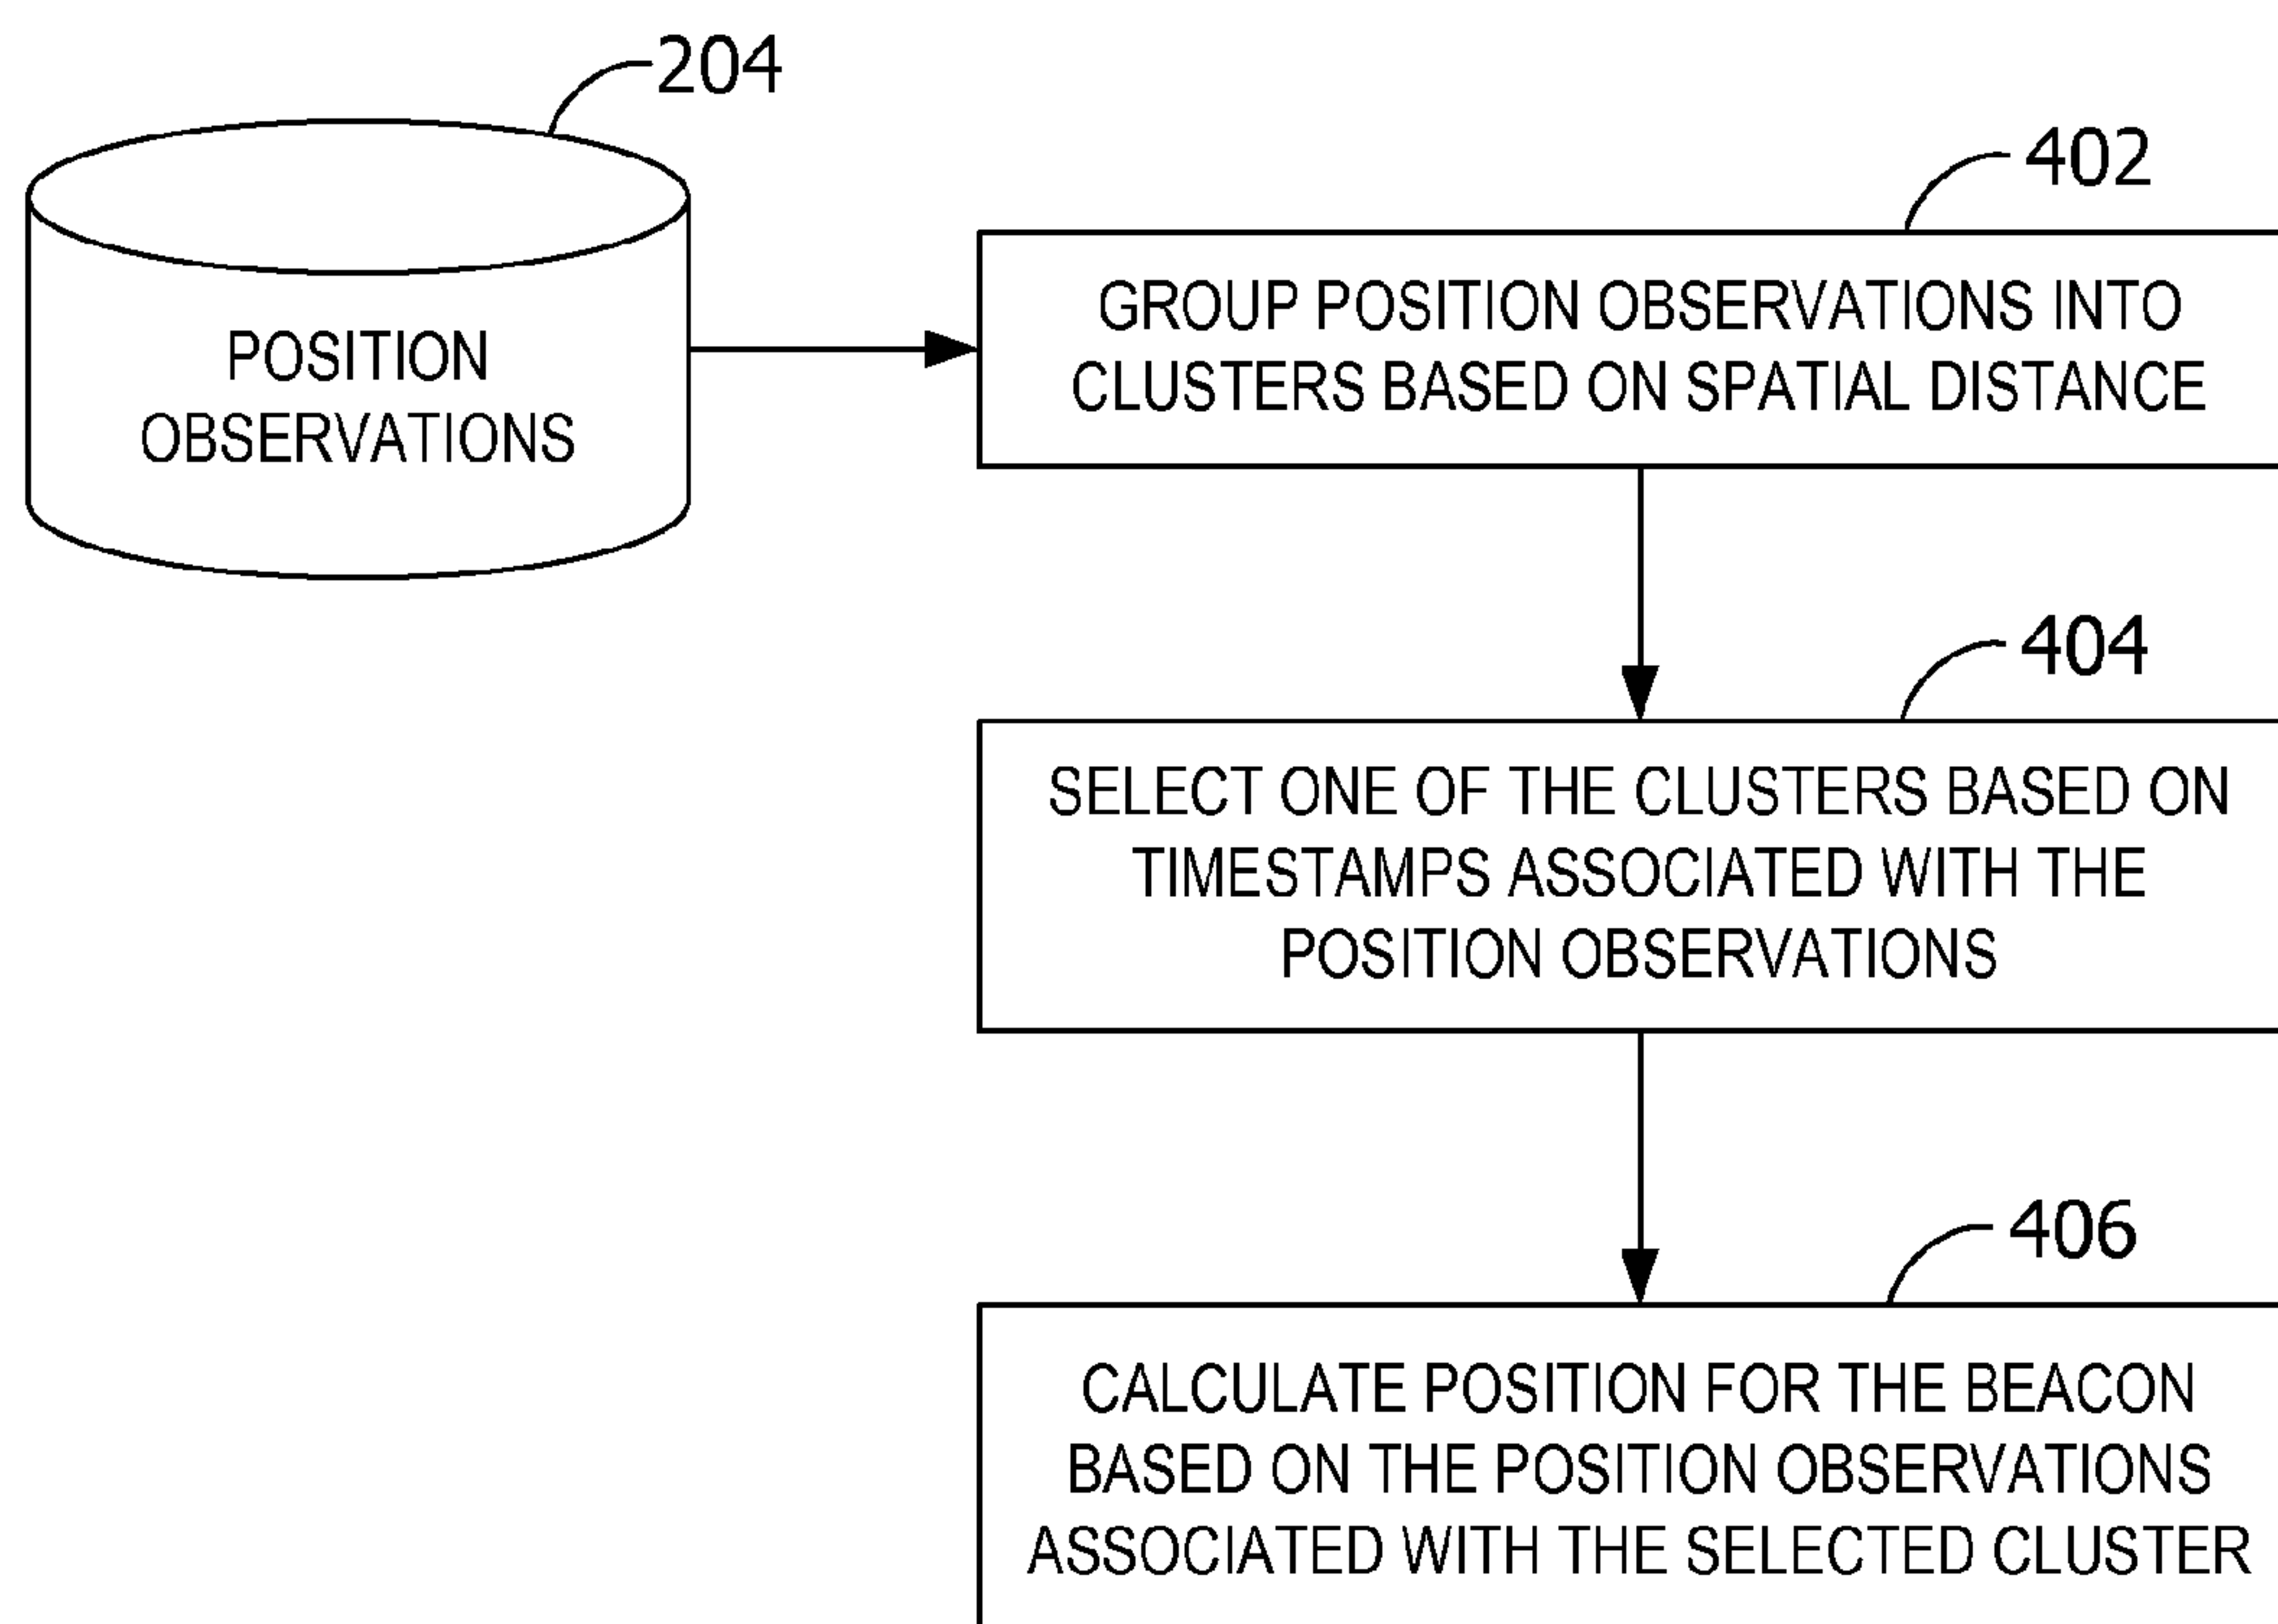 204
POSITION
OBSERVATIONS
402
GROUP POSITION OBSERVATIONS INTO
CLUSTERS BASED ON SPATIAL DISTANCE
404
SELECT ONE OF THE CLUSTERS BASED ON
TIMESTAMPS ASSOCIATED WITH THE
POSITION OBSERVATIONS
406
CALCULATE POSITION FOR THE BEACON
BASED ON THE POSITION OBSERVATIONS
ASSOCIATED WITH THE SELECTED CLUSTER